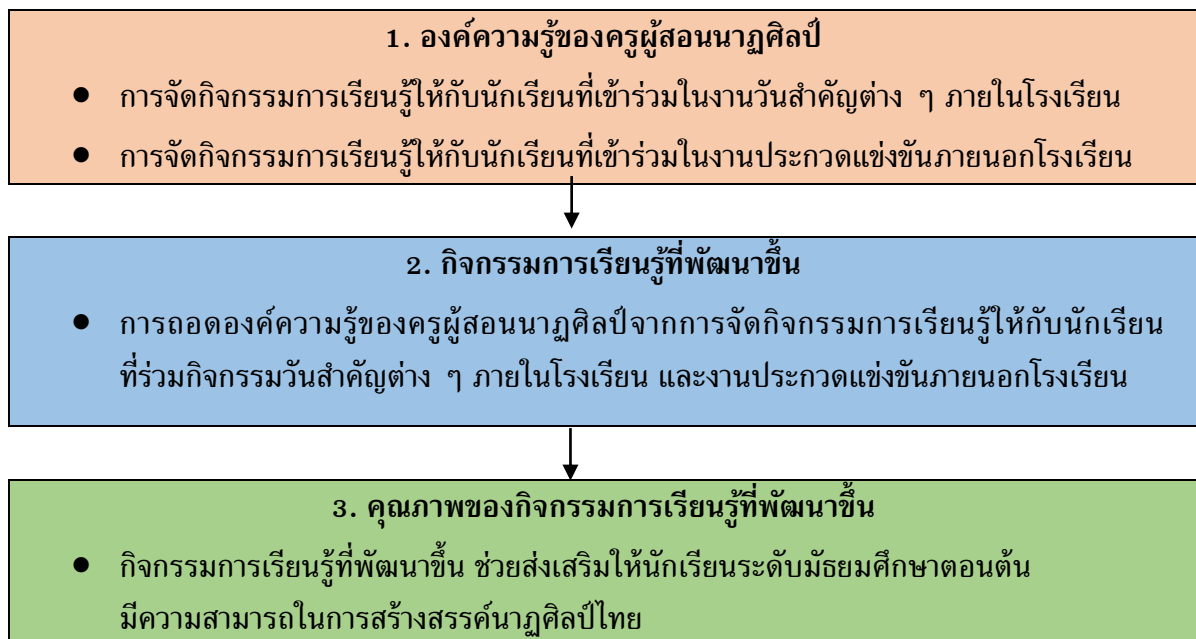 1. องค์ความรู้ของครูผู้สอนนาฏศิลป์
● การจัดกิจกรรมการเรียนรู้ให้กับนักเรียนที่เข้าร่วมในงานวันสำคัญต่าง ๆ ภายในโรงเรียน
● การจัดกิจกรรมการเรียนรู้ให้กับนักเรียนที่เข้าร่วมในงานประกวดแข่งขันภายนอกโรงเรียน
2. กิจกรรมการเรียนรู้ที่พัฒนาขึ้น
● การถอดองค์ความรู้ของครูผู้สอนนาฏศิลป์จากการจัดกิจกรรมการเรียนรู้ให้กับนักเรียน
ที่ร่วมกิจกรรมวันสำคัญต่าง ๆ ภายในโรงเรียน และงานประกวดแข่งขันภายนอกโรงเรียน
3. คุณภาพของกิจกรรมการเรียนรู้ที่พัฒนาขึ้น
● กิจกรรมการเรียนรู้ที่พัฒนาขึ้น ช่วยส่งเสริมให้นักเรียนระดับมัธยมศึกษาตอนต้น
มีความสามารถในการสร้างสรรค์นาฏศิลป์ไทย